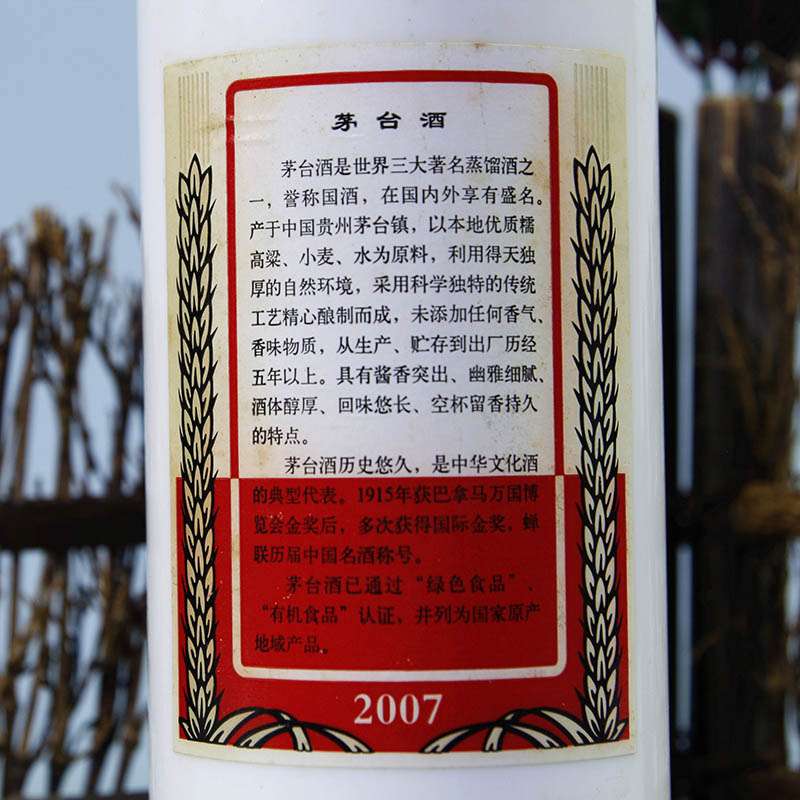 茅台酒
茅台酒是世界三大著名蒸馏酒之
一，誉称国酒，在国内外享有盛名。
产于中国贵州茅台镇，以本地优质糯
高粱、小麦、水为原料，利用得天独
厚的自然环境，采用科学独特的传统
工艺精心酿制而成，未添加任何香气、
香味物质，从生产、贮存到出厂历经
五年以上。具有酱香突出、幽雅细腻、
酒体醇厚、回味悠长、空杯留香持久
的特点。
茅台酒历史悠久，是中华文化酒
的典型代表。1915年获巴拿马万国博
览会金奖后，多次获得国际金奖，蝉
联历届中国名酒称号。
茅台酒已通过“绿色食品”、
“有机食品”认证，并列为国家原产
地域产品。
2007